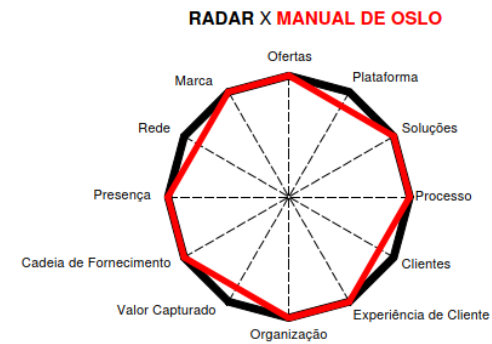 RADAR X MANUAL DE OSLO
Ofertas
Marca
Plataforma
Rede
Soluções
Presença
Processo
Cadeia de Fornecimento
Clientes
Valor Capturado
Experiência de Cliente
Organização